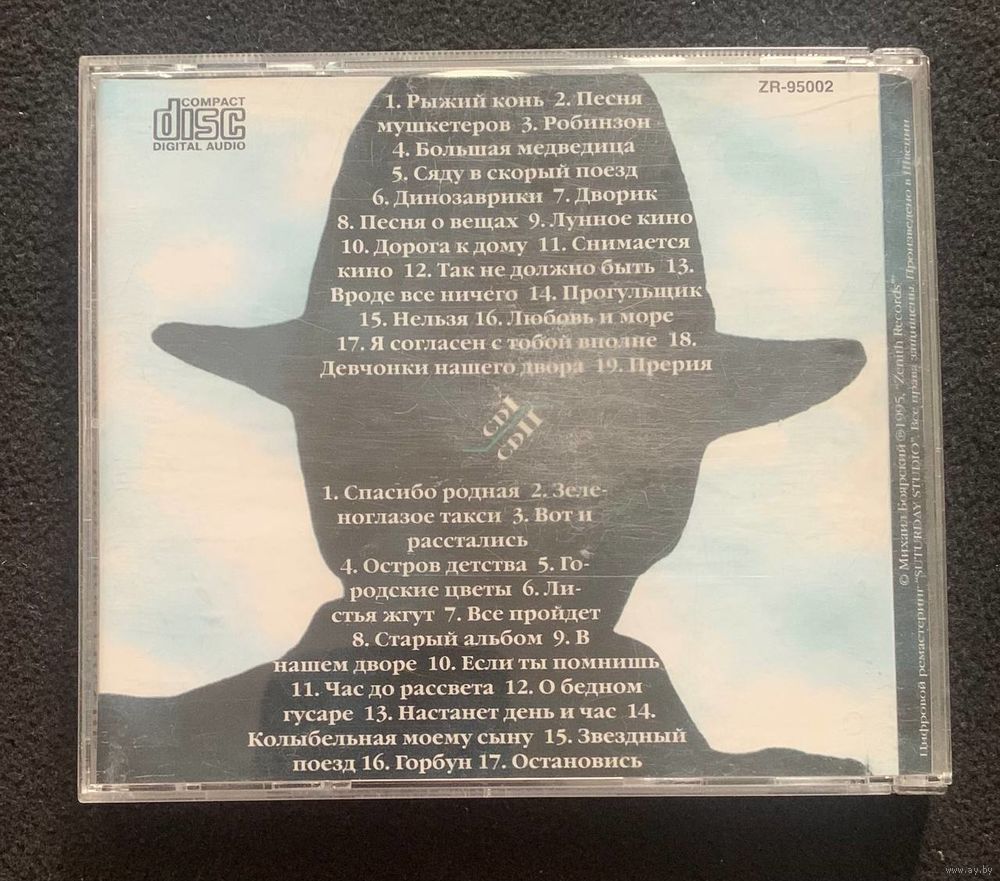 COMPACT
disc
DIGITAL AUDIO
ZR-95002
1. Рыжий конь 2. Песня
мушкетеров 3. Робинзон
4. Большая медведица
5. Сяду в скорый поезд
6. Динозаврики 7. Дворик
8. Песня о вещах 9. Лунное кино
10. Дорога к дому 11. Снимается
кино 12. Так не должно быть 13.
Вроде все ничего 14. Прогульщик
15. Нельзя 16. Любовь и море
17. Я согласен с тобой вполне 18.
Девчонки нашего двора 19. Прерия
CDI
CDII
1. Спасибо родная 2. Зеле-
ноглазое такси 3. Вот и
расстались
4. Остров детства 5. Го-
родские цветы 6. Ли-
стья жгут 7. Все пройдет
8. Старый альбом 9. В
нашем дворе 10. Если ты помнишь
11. Час до рассвета 12. О бедном
гусаре 13. Настанет день и час 14.
Колыбельная моему сыну 15. Звездный
поезд 16. Горбун 17. Остановись
© Михаил Боярский ℗1995, "Zenith Records".
Цифровой ремастеринг "SUTURDAY STUDIO". Все права защищены. Произведено в Швеции
www.ay.by